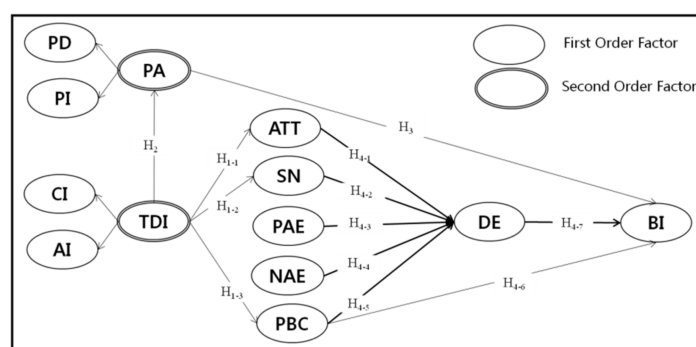 PD
PA
PI
First Order Factor
Second Order Factor
H2
H3
ATT
H1-1
H4-1
CI
SN
H1-2
H4-2
TDI
PAE
H4-3
DE
H4-7
BI
AI
NAE
H4-4
H1-3
H4-5
H4-6
PBC